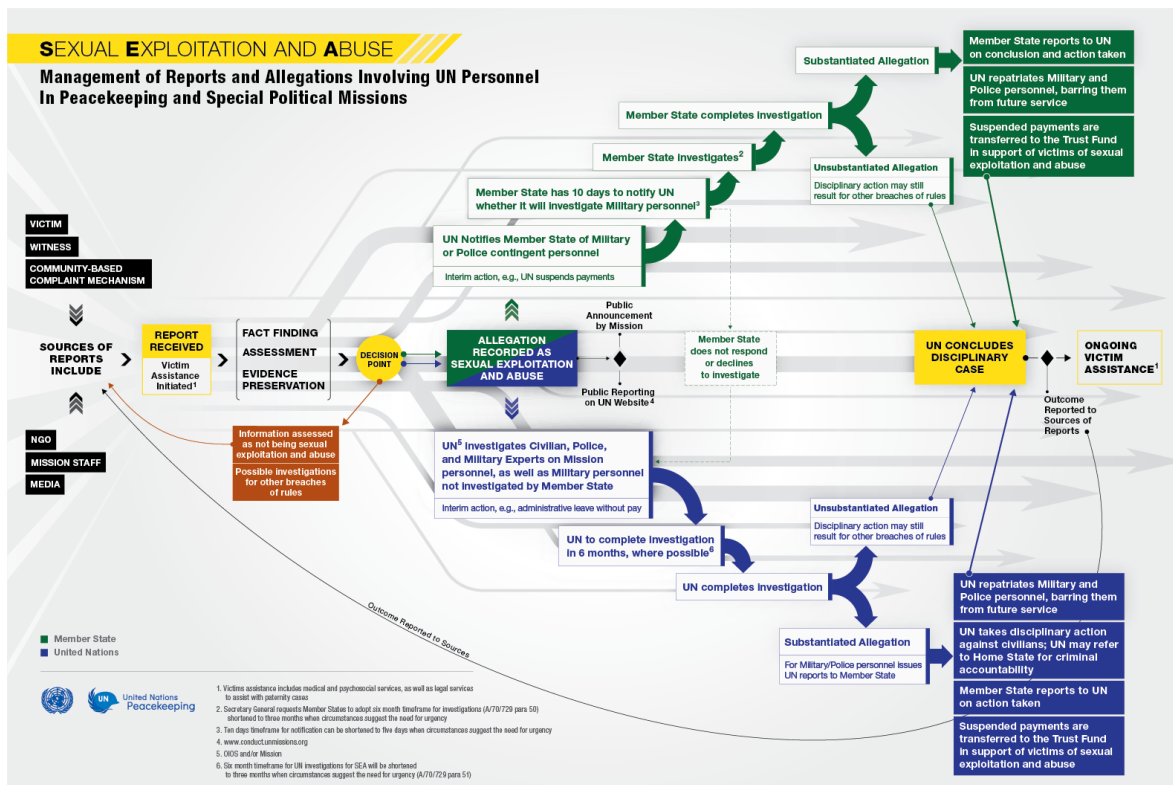 SEXUAL EXPLOITATION AND ABUSE
Management of Reports and Allegations Involving UN Personnel
In Peacekeeping and Special Political Missions
VICTIM
WITNESS
COMMUNITY-BASED
COMPLAINT MECHANISM
SOURCES OF
REPORTS
INCLUDE
NGO
MISSION STAFF
MEDIA
REPORT
RECEIVED
Victim
Assistance
Initiated¹
FACT FINDING
ASSESSMENT
EVIDENCE
PRESERVATION
DECISION
POINT
Information assessed
as not being sexual
exploitation and abuse
Possible investigations
for other breaches
of rules
ALLEGATION
RECORDED AS
SEXUAL EXPLOITATION
AND ABUSE
Public
Announcement
by Mission
Public Reporting
on UN Website⁴
UN Notifies Member State of Military
or Police contingent personnel
Interim action, e.g., UN suspends payments
Member State has 10 days to notify UN
whether it will investigate Military personnel³
Member State investigates²
Member State completes investigation
Substantiated Allegation
Member State reports to UN
on conclusion and action taken
UN repatriates Military and
Police personnel, barring them
from future service
Suspended payments are
transferred to the Trust Fund
in support of victims of sexual
exploitation and abuse
Unsubstantiated Allegation
Disciplinary action may still
result for other breaches of rules
Member State
does not respond
or declines
to investigate
UN⁵ investigates Civilian, Police,
and Military Experts on Mission
personnel, as well as Military personnel
not investigated by Member State
Interim action, e.g., administrative leave without pay
UN to complete investigation
in 6 months, where possible⁶
UN completes investigation
Unsubstantiated Allegation
Disciplinary action may still
result for other breaches of rules
Substantiated Allegation
For Military/Police personnel issues
UN reports to Member State
UN repatriates Military and
Police personnel, barring them
from future service
UN takes disciplinary action
against civilians; UN may refer
to Home State for criminal
accountability
Member State reports to UN
on action taken
Suspended payments are
transferred to the Trust Fund
in support of victims of sexual
exploitation and abuse
UN CONCLUDES
DISCIPLINARY
CASE
Outcome
Reported to
Sources of
Reports
ONGOING
VICTIM
ASSISTANCE¹
Outcome Reported to Sources
Member State
United Nations
UN
United Nations
Peacekeeping
1. Victims assistance includes medical and psychosocial services, as well as legal services
to assist with paternity cases
2. Secretary General requests Member States to adopt six month timeframe for investigations (A/70/729 para 50)
shortened to three months when circumstances suggest the need for urgency
3. Ten days timeframe for notification can be shortened to five days when circumstances suggest the need for urgency
4. www.conduct.unmissions.org
5. OIOS and/or Mission
6. Six month timeframe for UN investigations for SEA will be shortened
to three months when circumstances suggest the need for urgency (A/70/729 para 51)